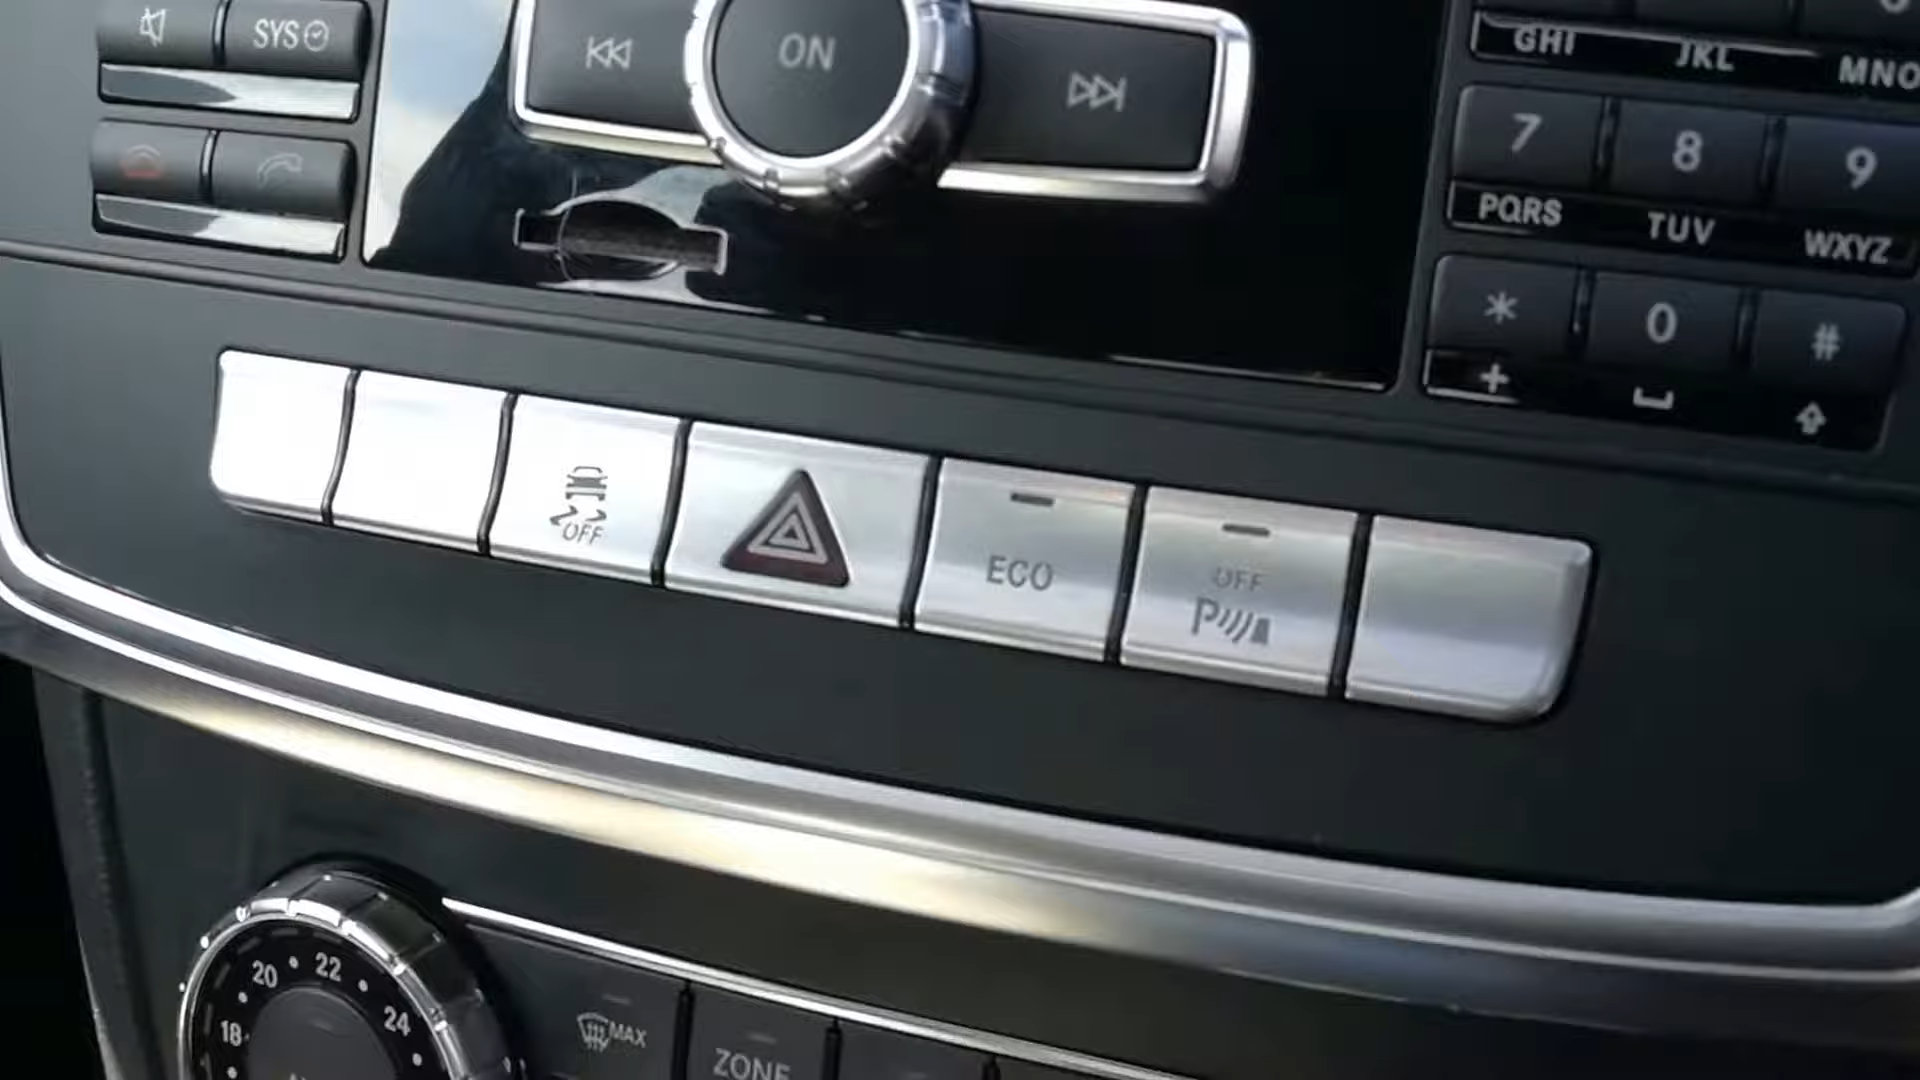 SYS
ON
GHI
JKL
MNO
7
8
9
PQRS
TUV
WXYZ
*
0
#
+
OFF
ECO
OFF
P
18
20
22
24
MAX
ZONE